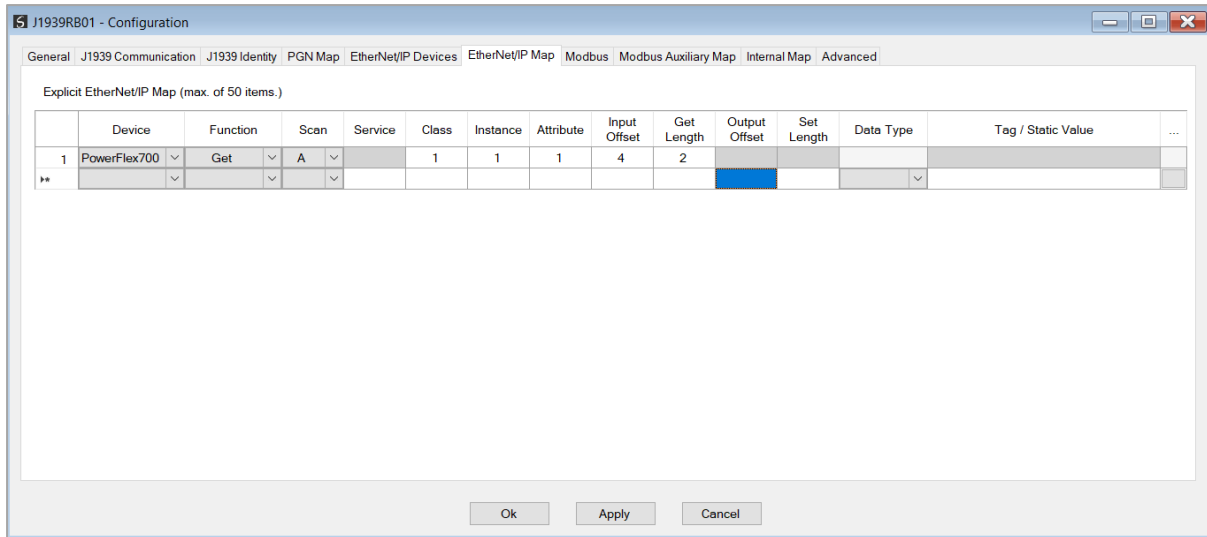 S J1939RB01 - Configuration
General J1939 Communication J1939 Identity PGN Map EtherNet/IP Devices EtherNet/IP Map Modbus Modbus Auxiliary Map Internal Map Advanced
Explicit EtherNet/IP Map (max. of 50 items.)
Device Function Scan Service Class Instance Attribute Input Offset Get Length Output Offset Set Length Data Type Tag / Static Value ...
1 PowerFlex700 Get A 1 1 1 4 2
Ok Apply Cancel